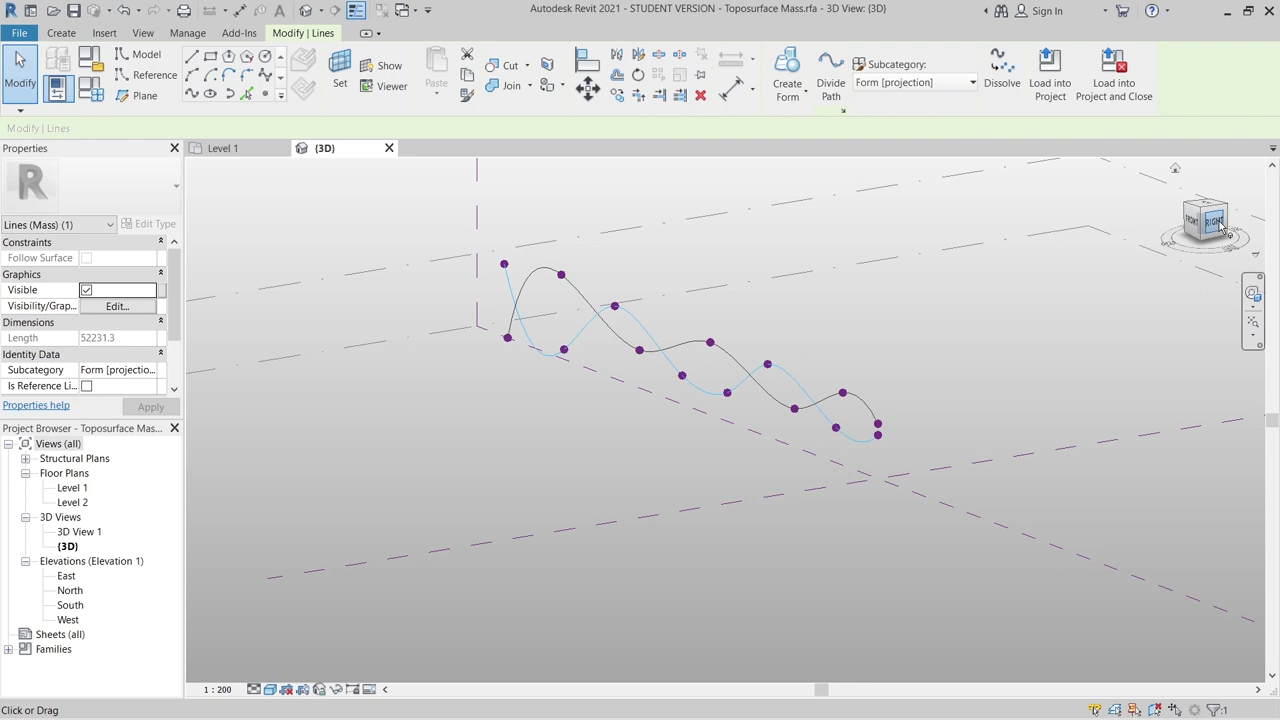 Autodesk Revit 2021 - STUDENT VERSION - Toposurface Mass.rfa - 3D View: {3D}
Sign In
File
Create
Insert
View
Manage
Add-Ins
Modify | Lines
Modify
Model
Reference
Plane
Set
Show
Viewer
Paste
Cut
Join
Create
Form
Divide
Path
Subcategory:
Form [projection]
Dissolve
Load into
Project
Load into
Project and Close
Modify | Lines
Properties
Level 1
{3D}
R
Lines (Mass) (1)
Edit Type
Constraints
Follow Surface
Graphics
Visible
Visibility/Grap...
Edit...
Dimensions
Length
52231.3
Identity Data
Subcategory
Form [projectio...
Is Reference Li...
Properties help
Apply
Project Browser - Toposurface Mas...
Views (all)
Structural Plans
Floor Plans
Level 1
Level 2
3D Views
3D View 1
{3D}
Elevations (Elevation 1)
East
North
South
West
Sheets (all)
Families
FRONT
RIGHT
1 : 200
Click or Drag
:1